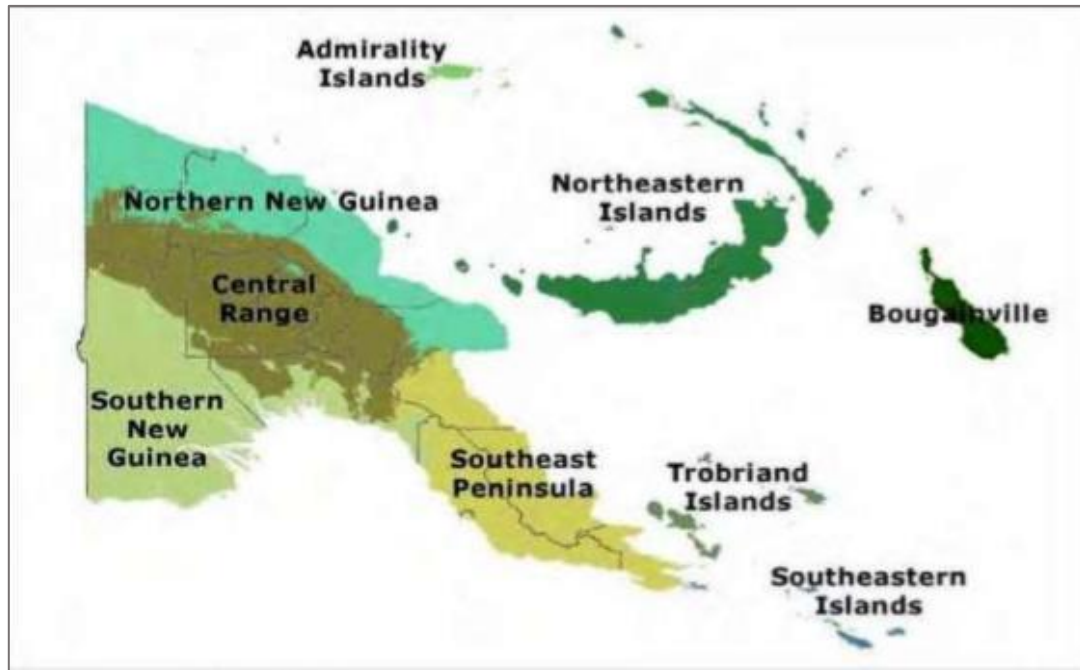 Admirality
Islands
Northern New Guinea
Northeastern
Islands
Central
Range
Bougainville
Southern
New
Guinea
Southeast
Peninsula
Trobriand
Islands
Southeastern
Islands